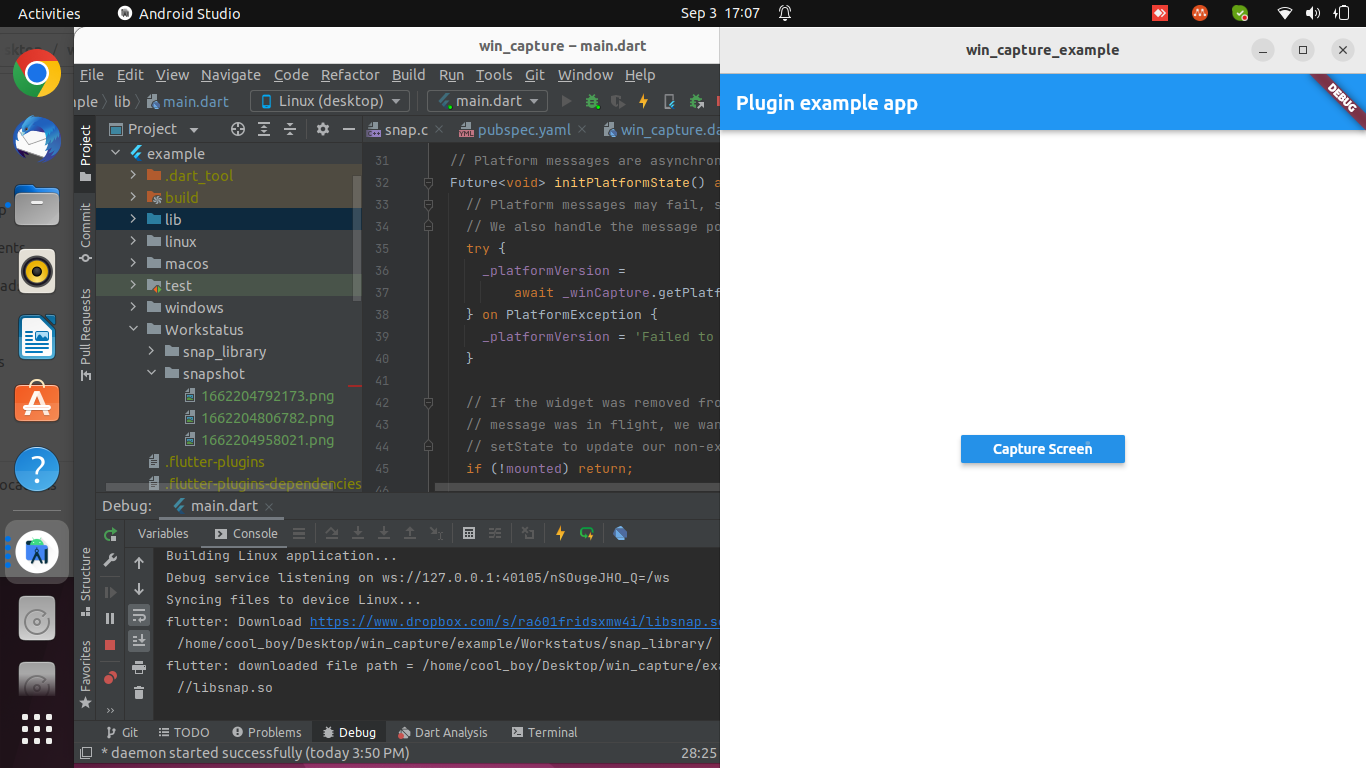 Activities
Android Studio
Sep 3 17:07
win_capture – main.dart
File Edit View Navigate Code Refactor Build Run Tools Git Window Help
lib
main.dart
Linux (desktop)
main.dart
Project
snap.c
pubspec.yaml
win_capture.da
example
.dart_tool
build
lib
linux
macos
test
windows
Workstatus
snap_library
snapshot
1662204792173.png
1662204806782.png
1662204958021.png
.flutter-plugins
.flutter-plugins-dependencies
Project
Commit
Pull Requests
Structure
Favorites
31 // Platform messages are asynchron
32 Future<void> initPlatformState() a
33 // Platform messages may fail, s
34 // We also handle the message po
35 try {
36 _platformVersion =
37 await _winCapture.getPlatf
38 } on PlatformException {
39 _platformVersion = 'Failed to
40 }
41
42 // If the widget was removed fro
43 // message was in flight, we wan
44 // setState to update our non-ex
45 if (!mounted) return;
46
Debug:
main.dart
Variables
Console
Building Linux application...
Debug service listening on ws://127.0.0.1:40105/nSOugeJHO_Q=/ws
Syncing files to device Linux...
flutter: Download https://www.dropbox.com/s/ra601fridsxmw4i/libsnap.so
/home/cool_boy/Desktop/win_capture/example/Workstatus/snap_library/
flutter: downloaded file path = /home/cool_boy/Desktop/win_capture/exa
//libsnap.so
Git
TODO
Problems
Debug
Dart Analysis
Terminal
* daemon started successfully (today 3:50 PM)
28:25
win_capture_example
Plugin example app
DEBUG
Capture Screen